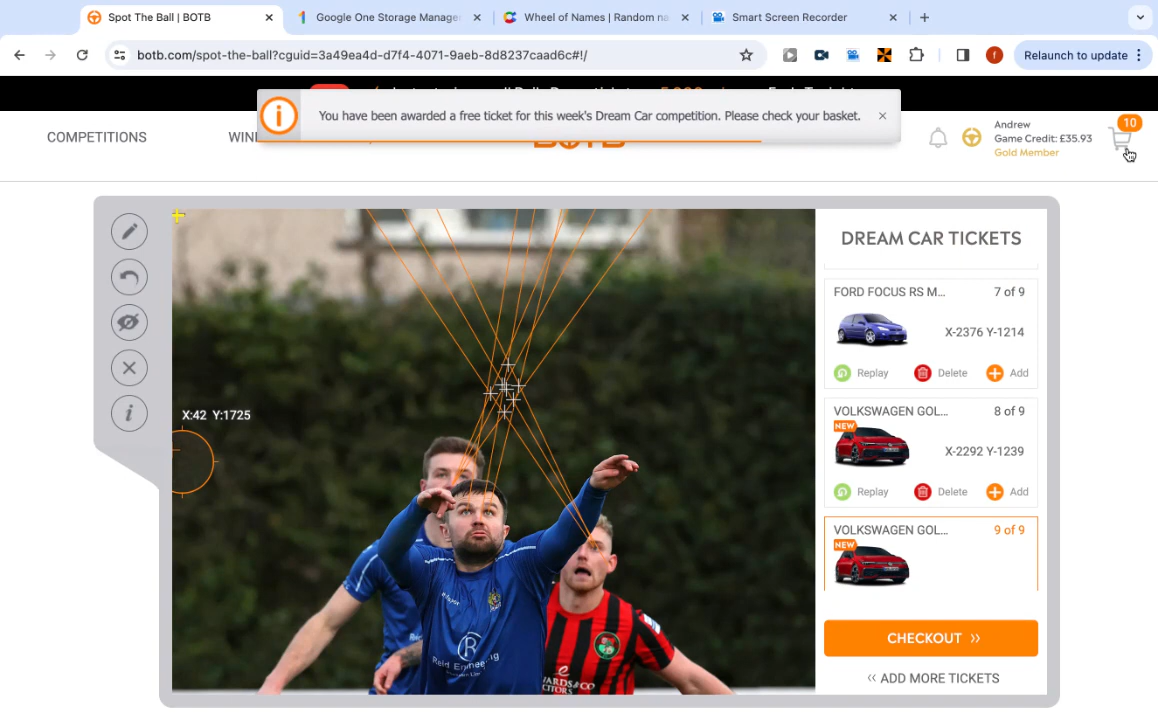 Spot The Ball | BOTB
Google One Storage Manage
Wheel of Names | Random na
Smart Screen Recorder
botb.com/spot-the-ball?cguid=3a49ea4d-d7f4-4071-9aeb-8d8237caad6c#!/
f
Relaunch to update
You have been awarded a free ticket for this week's Dream Car competition. Please check your basket.
COMPETITIONS
WIN
Andrew
Game Credit: £35.93
Gold Member
10
DREAM CAR TICKETS
FORD FOCUS RS M... 7 of 9
X-2376 Y-1214
Replay Delete Add
VOLKSWAGEN GOL... 8 of 9
NEW
X-2292 Y-1239
Replay Delete Add
VOLKSWAGEN GOL... 9 of 9
NEW
X:42 Y:1725
Reid Engineering
CHECKOUT »
« ADD MORE TICKETS